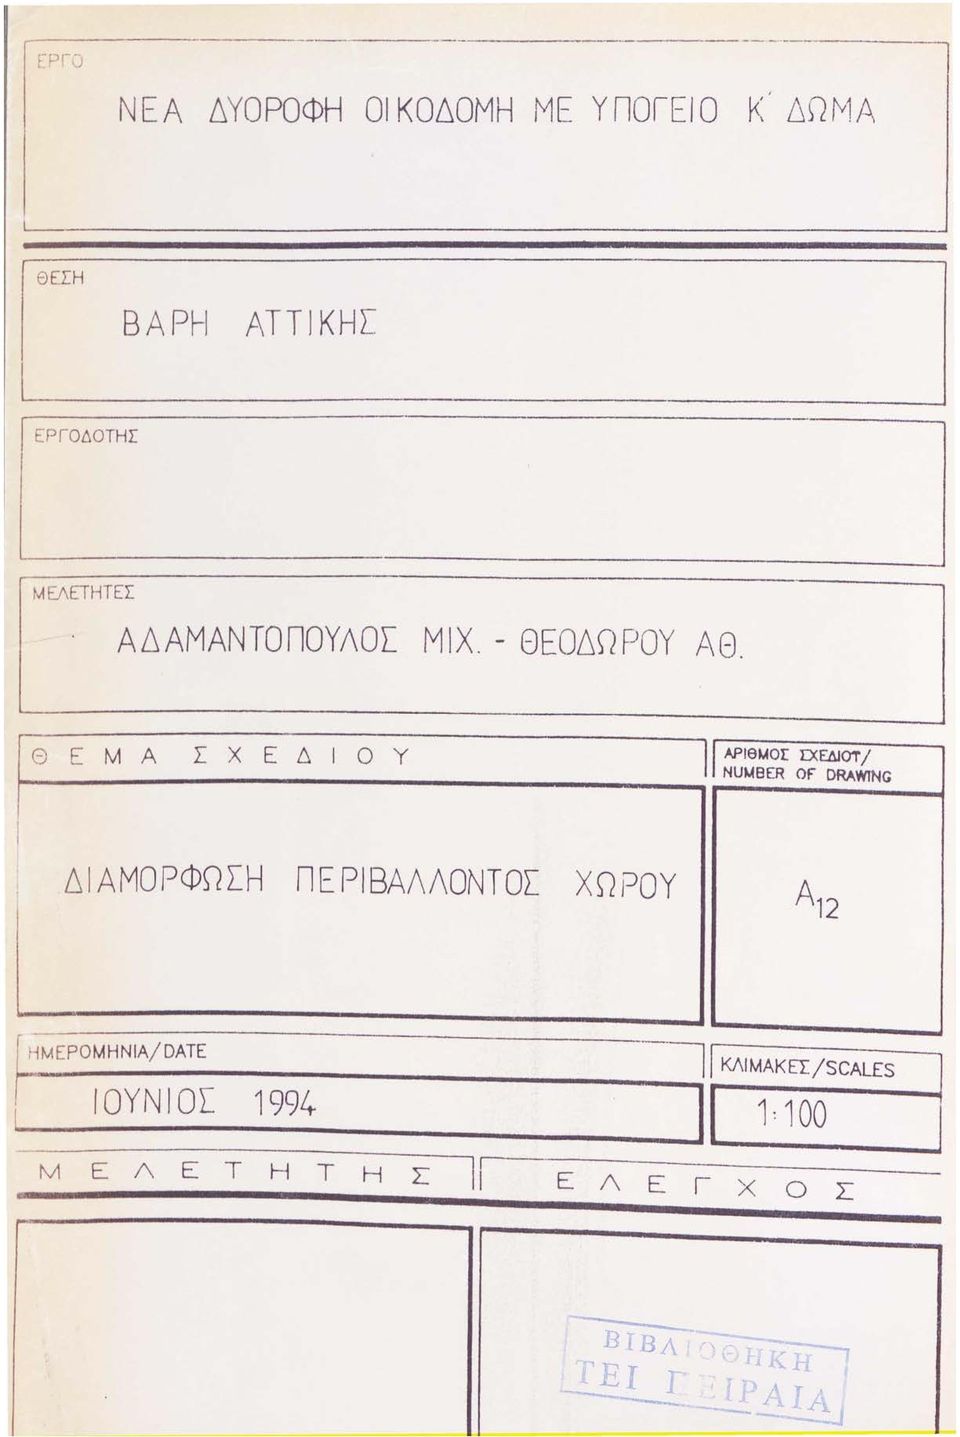 ΕΡΓΟ
ΝΕΑ ΔΥΟΡΟΦΗ ΟΙΚΟΔΟΜΗ ΜΕ ΥΠΟΓΕΙΟ Κ' ΔΩΜΑ
ΘΕΣΗ
ΒΑΡΗ ΑΤΤΙΚΗΣ
ΕΡΓΟΔΟΤΗΣ
ΜΕΛΕΤΗΤΕΣ
ΑΔΑΜΑΝΤΟΠΟΥΛΟΣ ΜΙΧ. - ΘΕΟΔΩΡΟΥ ΑΘ.
ΘΕΜΑ ΣΧΕΔΙΟΥ
ΑΡΙΘΜΟΣ ΣΧΕΔΙΟΥ/
NUMBER OF DRAWING
ΔΙΑΜΟΡΦΩΣΗ ΠΕΡΙΒΑΛΛΟΝΤΟΣ ΧΩΡΟΥ
Α12
ΗΜΕΡΟΜΗΝΙΑ/DATE
ΚΛΙΜΑΚΕΣ/SCALES
ΙΟΥΝΙΟΣ 1994
1:100
ΜΕΛΕΤΗΤΗΣ
ΕΛΕΓΧΟΣ
ΒΙΒΛΙΟΘΗΚΗ
ΤΕΙ ΠΕΙΡΑΙΑ